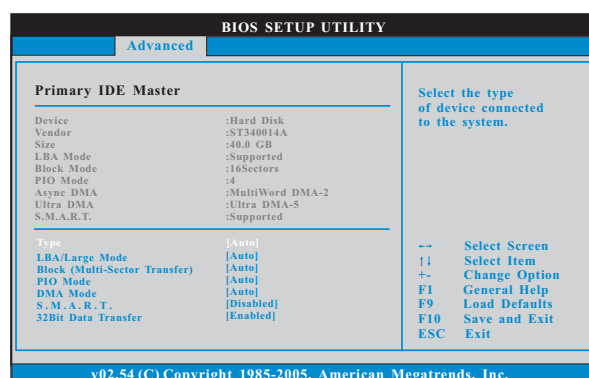 BIOS SETUP UTILITY
Advanced
Primary IDE Master
Device :Hard Disk
Vendor :ST340014A
Size :40.0 GB
LBA Mode :Supported
Block Mode :16Sectors
PIO Mode :4
Async DMA :MultiWord DMA-2
Ultra DMA :Ultra DMA-5
S.M.A.R.T. :Supported
Type [Auto]
LBA/Large Mode [Auto]
Block (Multi-Sector Transfer) [Auto]
PIO Mode [Auto]
DMA Mode [Auto]
S.M.A.R.T. [Disabled]
32Bit Data Transfer [Enabled]
Select the type
of device connected
to the system.
←→ Select Screen
↑↓ Select Item
+- Change Option
F1 General Help
F9 Load Defaults
F10 Save and Exit
ESC Exit
v02.54 (C) Copyright 1985-2005, American Megatrends, Inc.